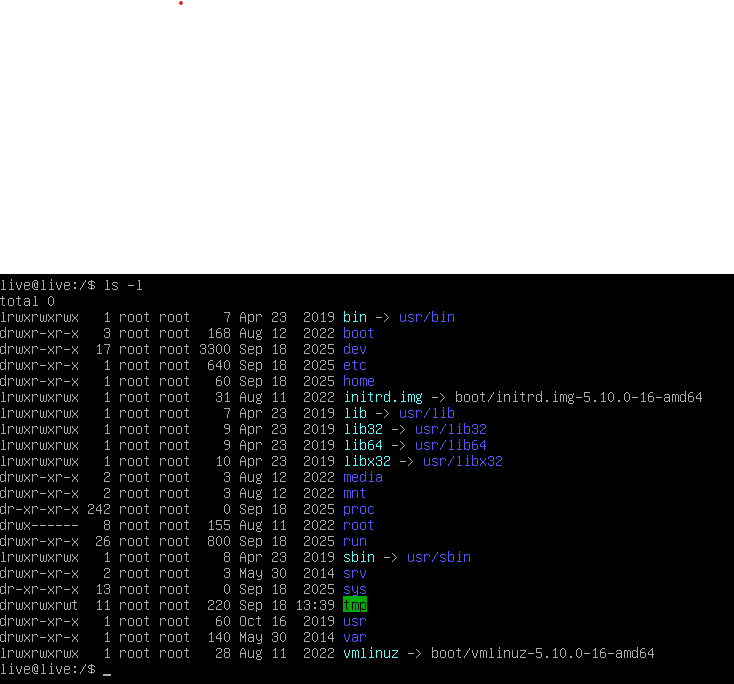 live@live:/$ ls -l
total 0
lrwxrwxrwx   1 root root    7 Apr 23  2019 bin -> usr/bin
drwxr-xr-x   3 root root  168 Aug 12  2022 boot
drwxr-xr-x  17 root root 3300 Sep 18  2025 dev
drwxr-xr-x   1 root root  640 Sep 18  2025 etc
drwxr-xr-x   1 root root   60 Sep 18  2025 home
lrwxrwxrwx   1 root root   31 Aug 11  2022 initrd.img -> boot/initrd.img-5.10.0-16-amd64
lrwxrwxrwx   1 root root    7 Apr 23  2019 lib -> usr/lib
lrwxrwxrwx   1 root root    9 Apr 23  2019 lib32 -> usr/lib32
lrwxrwxrwx   1 root root    9 Apr 23  2019 lib64 -> usr/lib64
lrwxrwxrwx   1 root root   10 Apr 23  2019 libx32 -> usr/libx32
drwxr-xr-x   2 root root    3 Aug 12  2022 media
drwxr-xr-x   2 root root    3 Aug 12  2022 mnt
dr-xr-xr-x 242 root root    0 Sep 18  2025 proc
drwx------   8 root root  155 Aug 11  2022 root
drwxr-xr-x  26 root root  800 Sep 18  2025 run
lrwxrwxrwx   1 root root    8 Apr 23  2019 sbin -> usr/sbin
drwxr-xr-x   2 root root    3 May 30  2014 srv
dr-xr-xr-x  13 root root    0 Sep 18  2025 sys
drwxrwxrwt  11 root root  220 Sep 18 13:39 tmp
drwxr-xr-x   1 root root   60 Oct 16  2019 usr
drwxr-xr-x   1 root root  140 May 30  2014 var
lrwxrwxrwx   1 root root   28 Aug 11  2022 vmlinuz -> boot/vmlinuz-5.10.0-16-amd64
live@live:/$ _